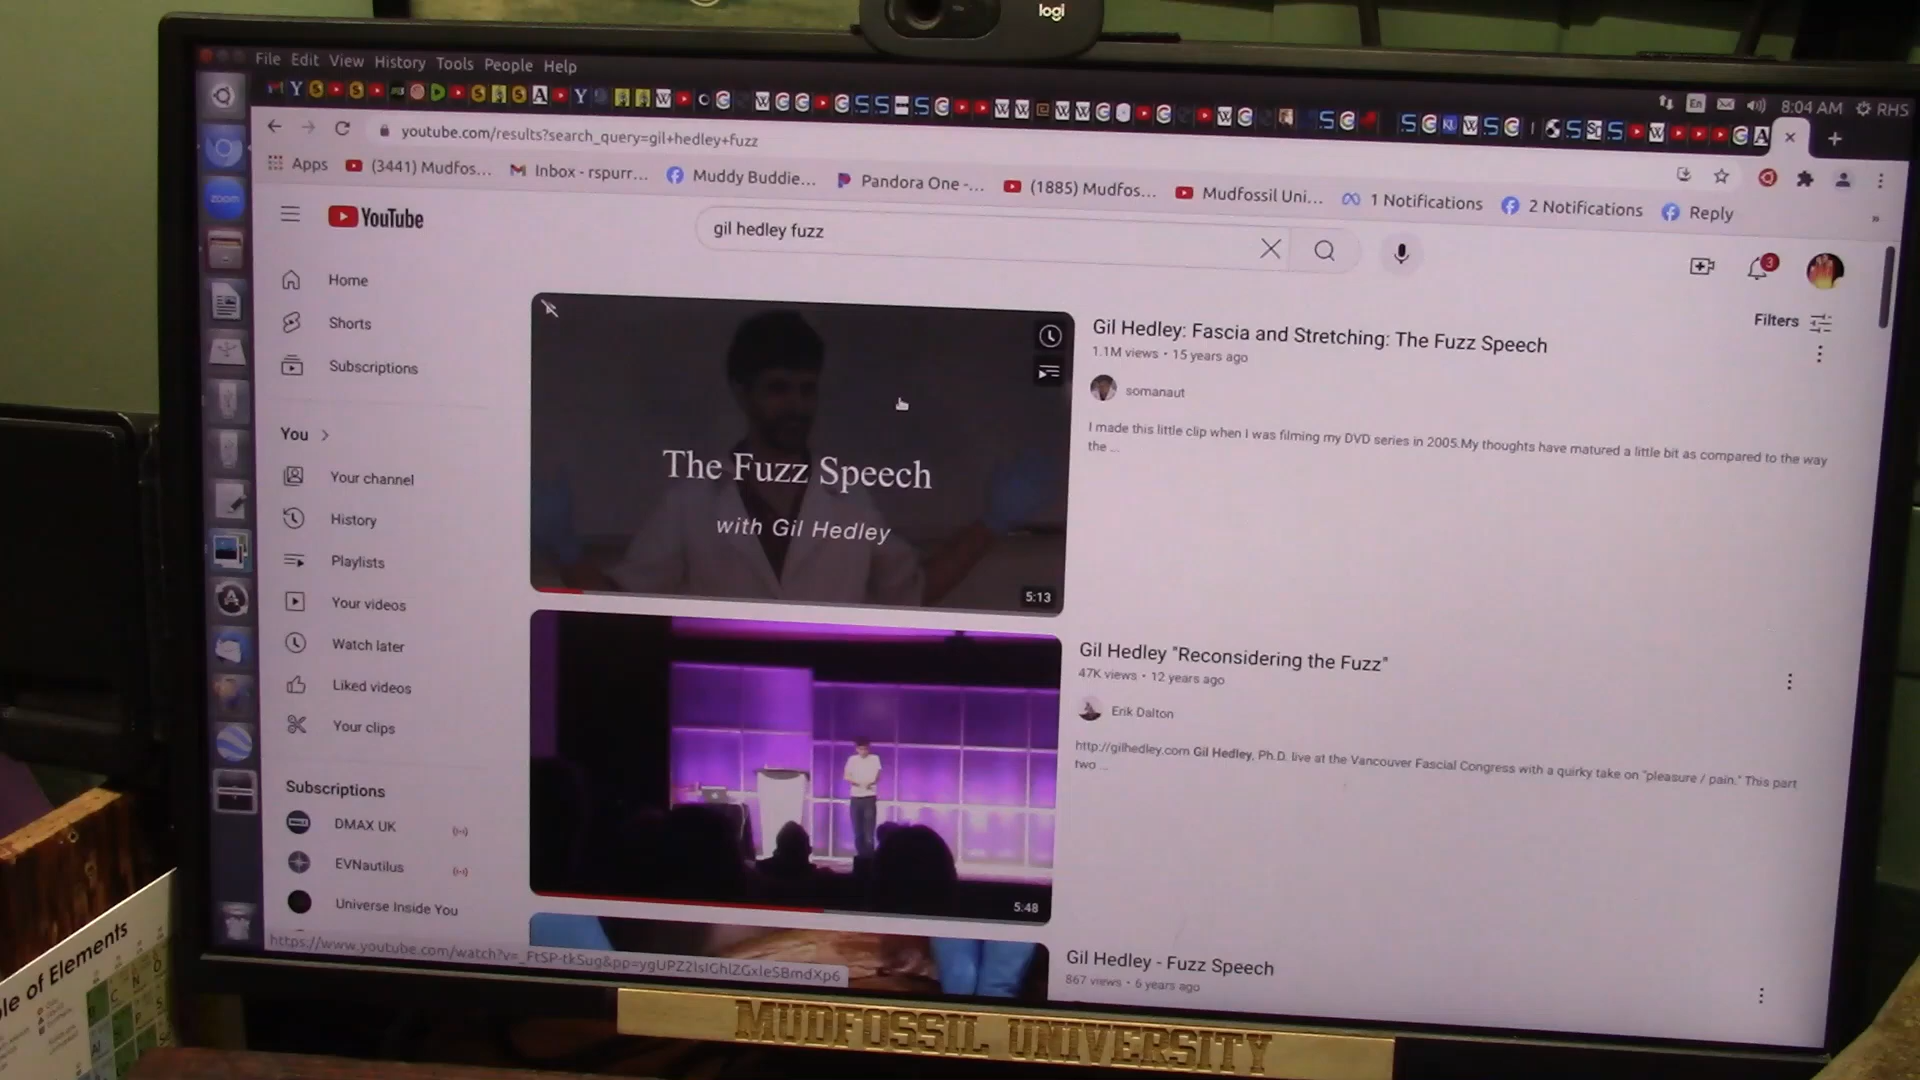 logi
File Edit View History Tools People Help
En 8:04 AM RHS
youtube.com/results?search_query=gil+hedley+fuzz
Apps (3441) Mudfos... Inbox - rspurr... Muddy Buddie... Pandora One -... (1885) Mudfos... Mudfossil Uni... 1 Notifications 2 Notifications Reply
zoom
YouTube
gil hedley fuzz
3
Home
Shorts
Subscriptions
You
Your channel
History
Playlists
Your videos
Watch later
Liked videos
Your clips
Subscriptions
DMAX UK
EVNautilus
Universe Inside You
Filters
The Fuzz Speech
with Gil Hedley
5:13
Gil Hedley: Fascia and Stretching: The Fuzz Speech
1.1M views • 15 years ago
somanaut
I made this little clip when I was filming my DVD series in 2005.My thoughts have matured a little bit as compared to the way
the ...
5:48
Gil Hedley "Reconsidering the Fuzz"
47K views • 12 years ago
Erik Dalton
http://gilhedley.com Gil Hedley, Ph.D. live at the Vancouver Fascial Congress with a quirky take on "pleasure / pain." This part
two ...
Gil Hedley - Fuzz Speech
867 views • 6 years ago
MUDFOSSIL UNIVERSITY
le of Elements